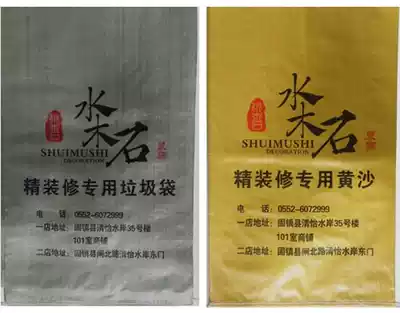 水木石
SHUIMUSHI
DECORATION
精装修专用垃圾袋
电 话：0552-6072999
一店地址：固镇县清怡水岸35号楼
101室商铺
二店地址：固镇县闸北路清怡水岸东门
水木石
SHUIMUSHI
DECORATION
精装修专用黄沙
电 话：0552-6072999
一店地址：固镇县清怡水岸35号楼
101室商铺
二店地址：固镇县闸北路清怡水岸东门